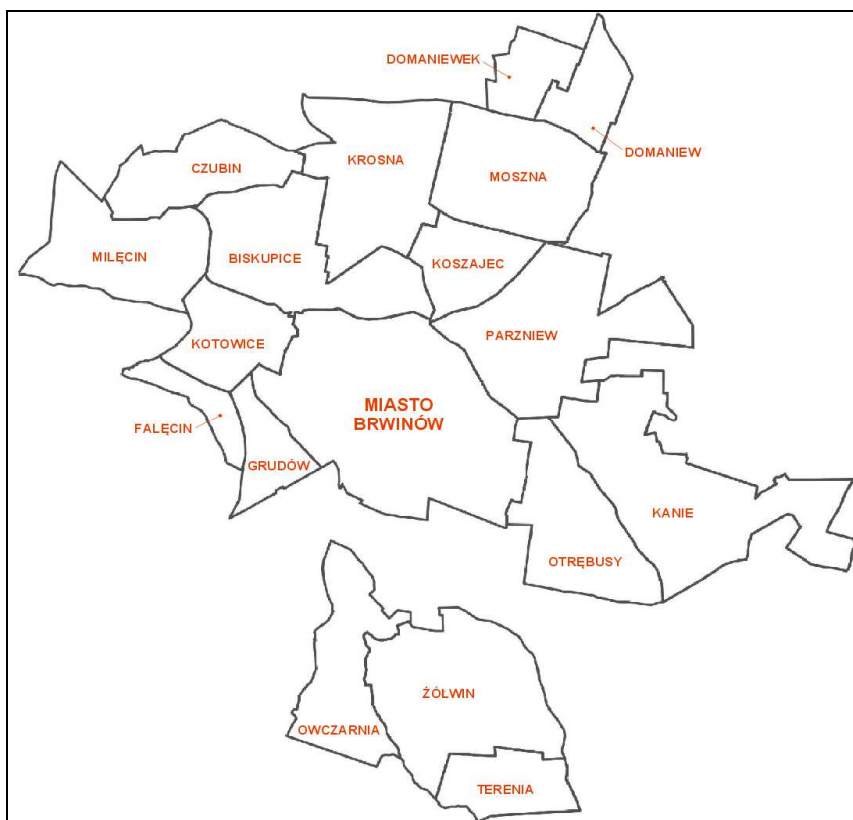 DOMANIEWEK
DOMANIEW
CZUBIN
KROSNA
MOSZNA
MILĘCIN
BISKUPICE
KOSZAJEC
KOTOWICE
PARZNIEW
MIASTO
BRWINÓW
FALĘCIN
GRUDÓW
KANIE
OTRĘBUSY
ŻÓŁWIN
OWCZARNIA
TERENIA